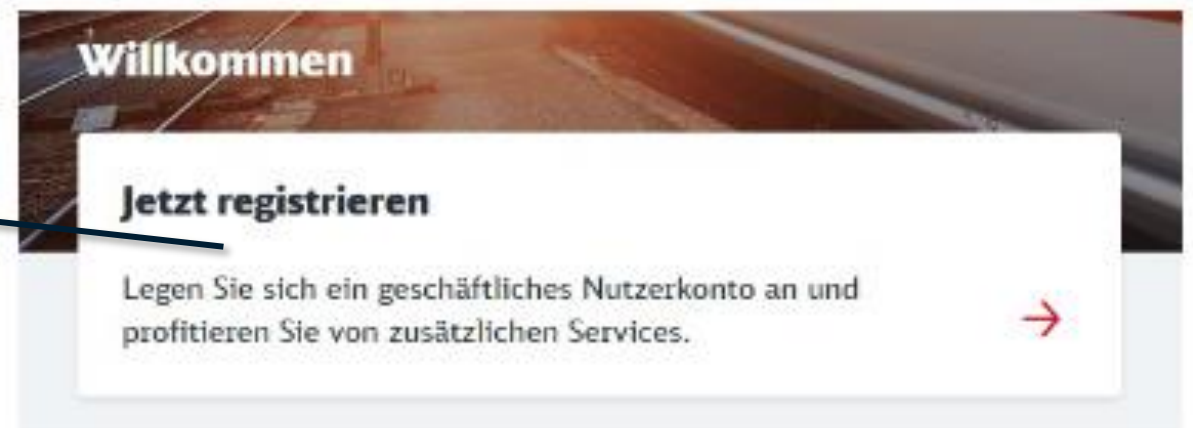 Willkommen
Jetzt registrieren
Legen Sie sich ein geschäftliches Nutzerkonto an und
profitieren Sie von zusätzlichen Services.